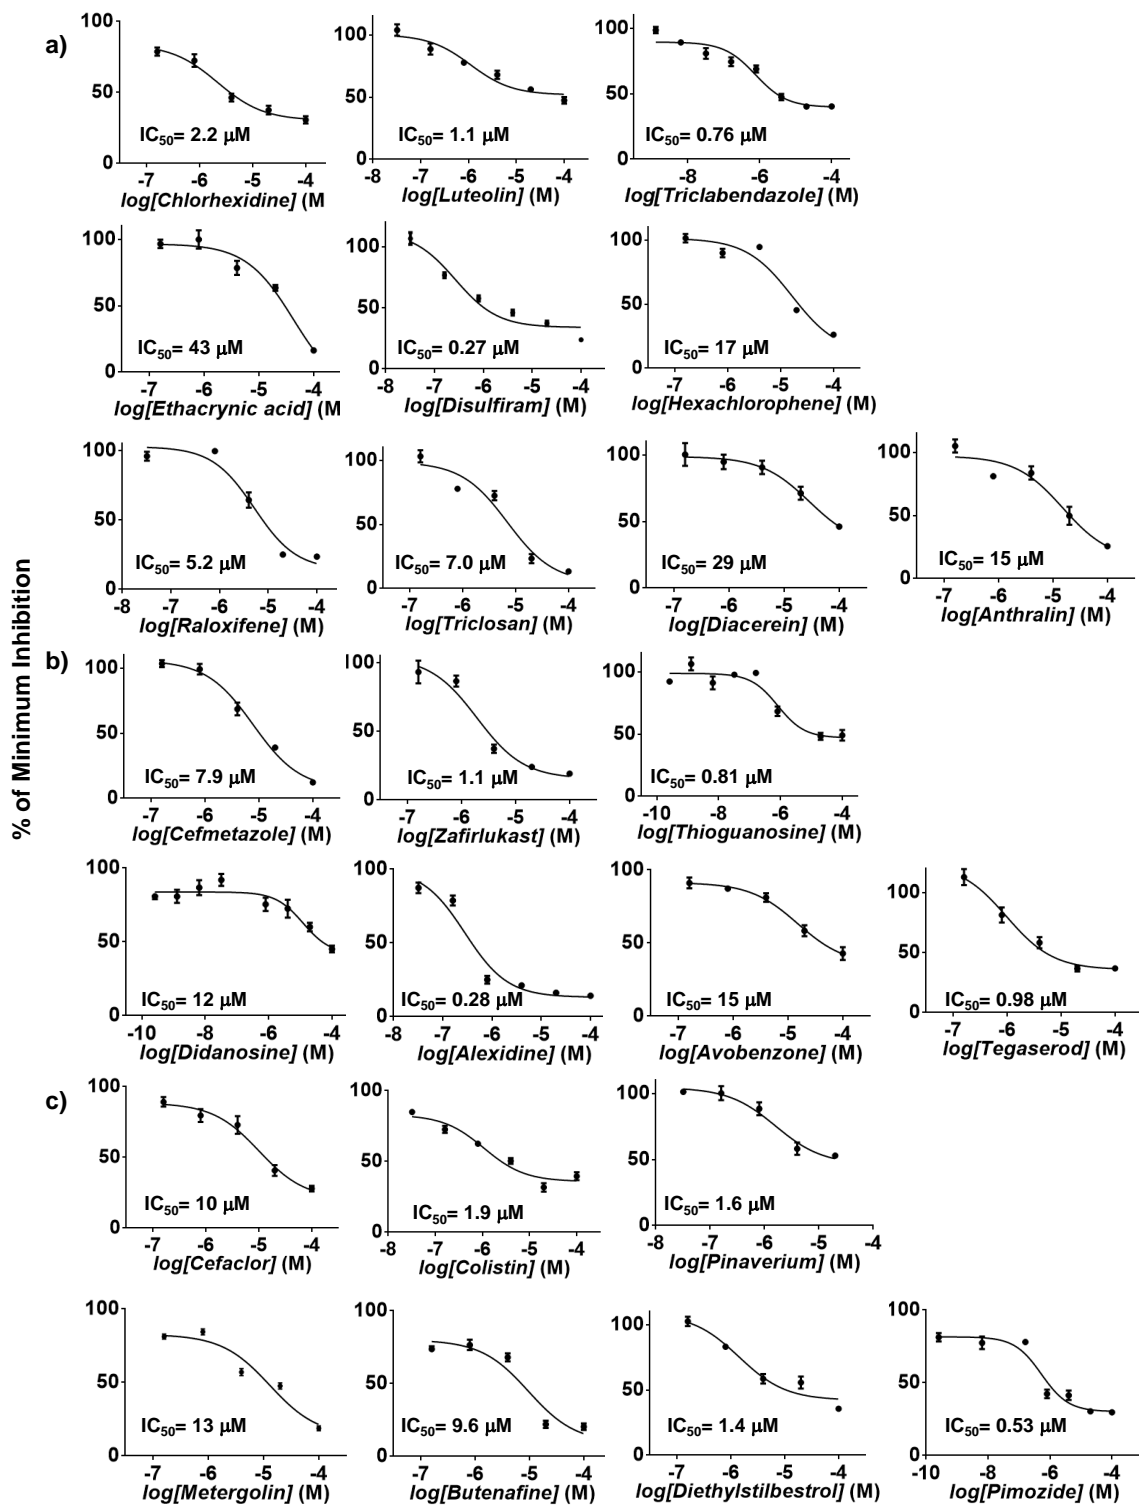 a)
100
50
0
IC50= 2.2 µM
-7 -6 -5 -4
log[Chlorhexidine] (M
100
50
0
IC50= 1.1 µM
-8 -7 -6 -5 -4
log[Luteolin] (M)
100
50
0
IC50= 0.76 µM
-8 -6 -4
log[Triclabendazole] (M)
100
50
0
IC50= 43 µM
-7 -6 -5 -4
log[Ethacrynic acid] (M
100
50
0
IC50= 0.27 µM
-8 -7 -6 -5 -4
log[Disulfiram] (M)
100
50
0
IC50= 17 µM
-7 -6 -5 -4
log[Hexachlorophene] (M)
100
50
0
IC50= 5.2 µM
-8 -7 -6 -5 -4
log[Raloxifene] (M)
100
50
0
IC50= 7.0 µM
-7 -6 -5 -4
log[Triclosan] (M)
100
50
0
IC50= 29 µM
-7 -6 -5 -4
log[Diacerein] (M)
100
50
0
IC50= 15 µM
-7 -6 -5 -4
log[Anthralin] (M)
% of Minimum Inhibition
b)
100
50
0
IC50= 7.9 µM
-7 -6 -5 -4
log[Cefmetazole] (M)
100
50
0
IC50= 1.1 µM
-7 -6 -5 -4
log[Zafirlukast] (M)
100
50
0
IC50= 0.81 µM
-10 -8 -6 -4
log[Thioguanosine] (M)
100
50
0
IC50= 12 µM
-10 -8 -6 -4
log[Didanosine] (M)
100
50
0
IC50= 0.28 µM
-8 -7 -6 -5 -4
log[Alexidine] (M)
100
50
0
IC50= 15 µM
-7 -6 -5 -4
log[Avobenzone] (M)
100
50
0
IC50= 0.98 µM
-7 -6 -5 -4
log[Tegaserod] (M)
c)
100
50
0
IC50= 10 µM
-7 -6 -5 -4
log[Cefaclor] (M)
100
50
0
IC50= 1.9 µM
-7 -6 -5 -4
log[Colistin] (M)
100
50
0
IC50= 1.6 µM
-8 -7 -6 -5 -4
log[Pinaverium] (M)
100
50
0
IC50= 13 µM
-7 -6 -5 -4
log[Metergolin] (M)
100
50
0
IC50= 9.6 µM
-7 -6 -5 -4
log[Butenafine] (M)
100
50
0
IC50= 1.4 µM
-7 -6 -5 -4
log[Diethylstilbestrol] (M)
100
50
0
IC50= 0.53 µM
-10 -8 -6 -4
log[Pimozide] (M)